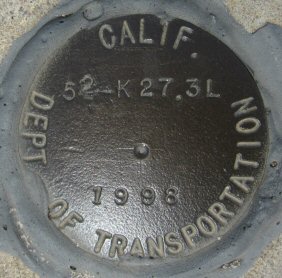 CALIF.
52-K27.3L
1998
DEPT OF TRANSPORTATION